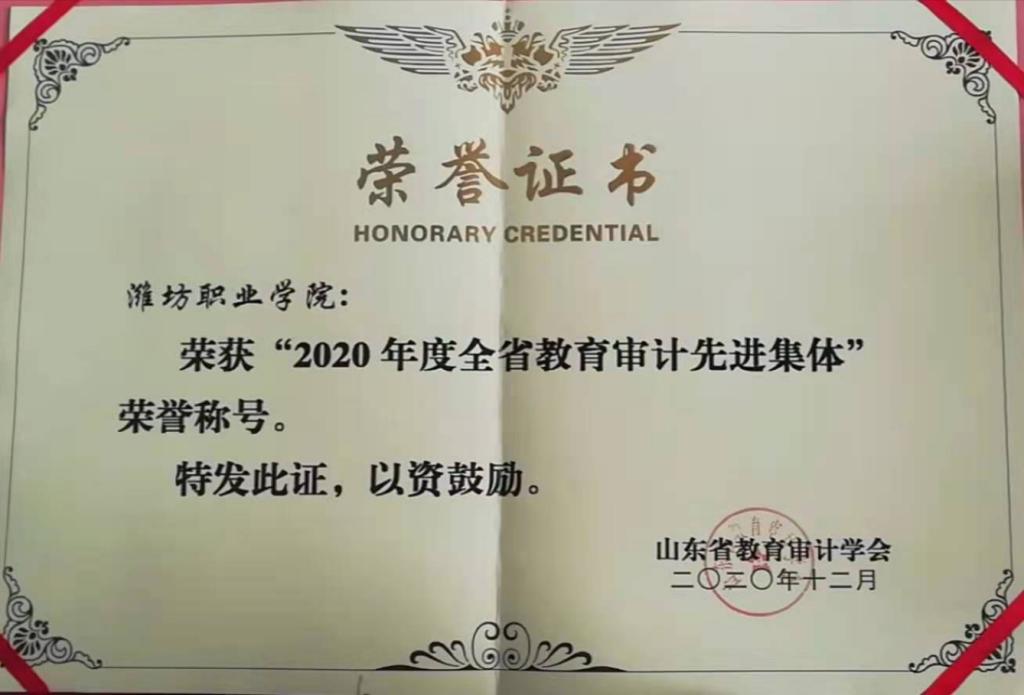 荣誉证书
HONORARY CREDENTIAL
潍坊职业学院：
荣获“2020年度全省教育审计先进集体”
荣誉称号。
特发此证，以资鼓励。
山东省教育审计学会
二〇二〇年十二月